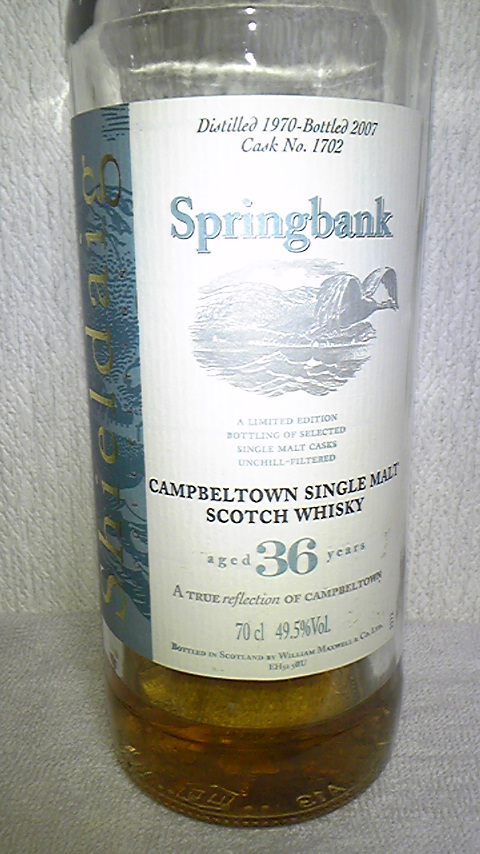 Shieldaig
Distilled 1970-Bottled 2007
Cask No. 1702
Springbank
A LIMITED EDITION
BOTTLING OF SELECTED
SINGLE MALT CASKS
UNCHILL-FILTERED
CAMPBELTOWN SINGLE MALT
SCOTCH WHISKY
aged 36 years
A TRUE reflection OF CAMPBELTOWN
70 cl 49.5%Vol.
BOTTLED IN SCOTLAND BY WILLIAM MAXWELL & CO. LTD.